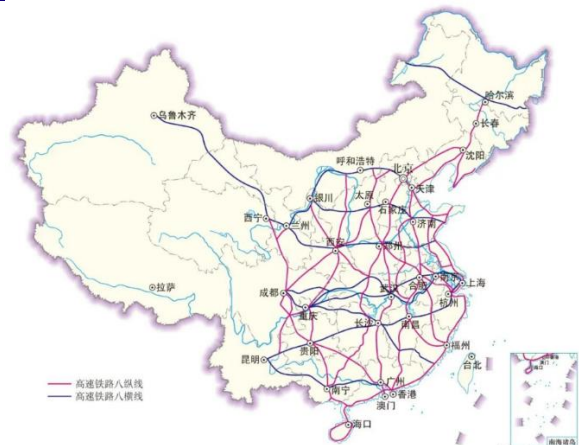 哈尔滨
长春
乌鲁木齐
沈阳
呼和浩特
北京
天津
银川
太原
石家庄
济南
西宁
兰州
西安
郑州
拉萨
成都
重庆
武汉
合肥
南京
上海
杭州
长沙
南昌
贵阳
昆明
福州
台北
南宁
广州
香港
澳门
海口
高速铁路八纵线
高速铁路八横线
南海诸岛